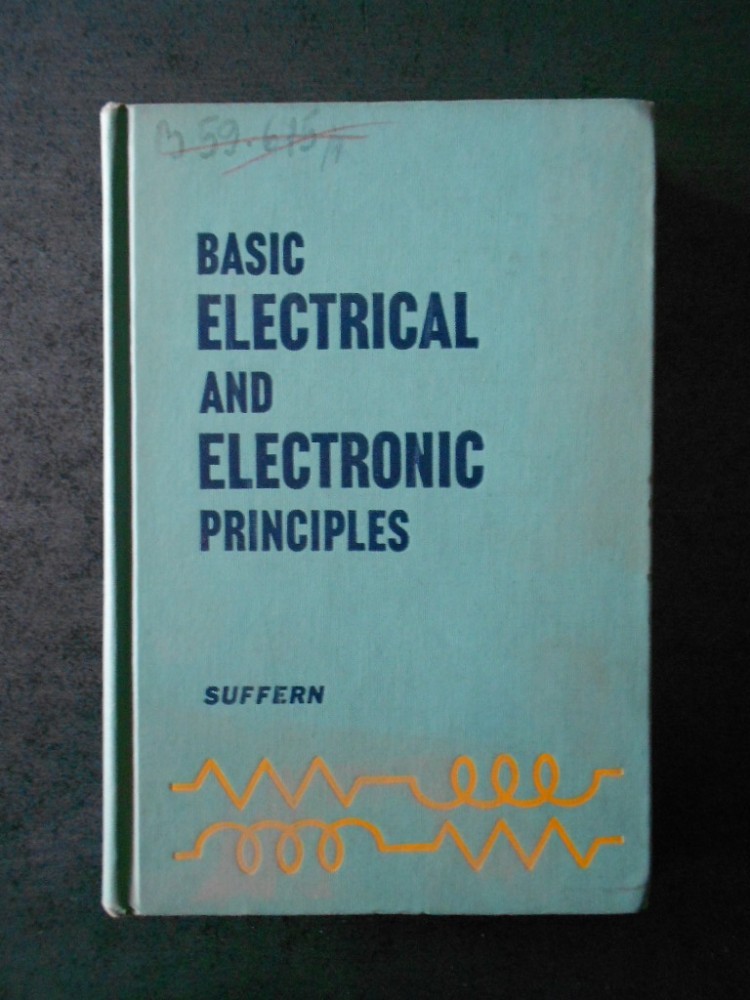 BASIC
ELECTRICAL
AND
ELECTRONIC
PRINCIPLES
SUFFERN